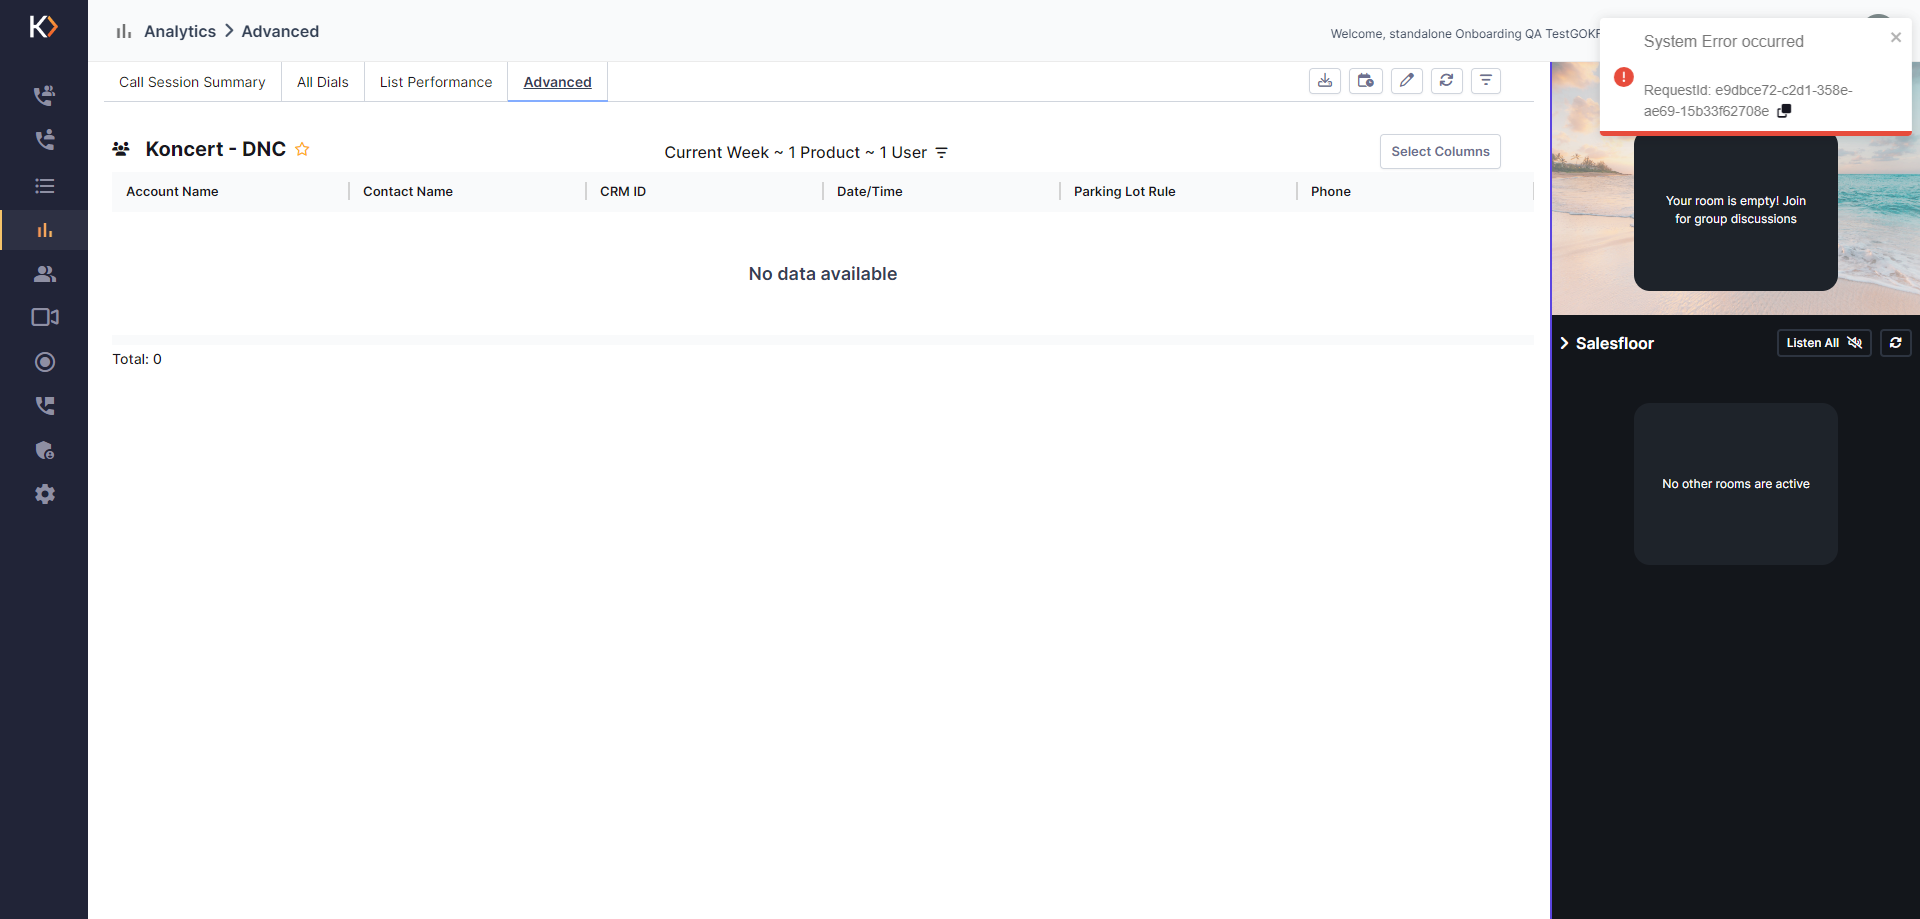 Analytics > Advanced
Welcome, standalone Onboarding QA TestGOKF
System Error occurred
RequestId: e9dbce72-c2d1-358e-
ae69-15b33f62708e
Call Session Summary
All Dials
List Performance
Advanced
Koncert - DNC
Current Week ~ 1 Product ~ 1 User
Select Columns
Account Name
Contact Name
CRM ID
Date/Time
Parking Lot Rule
Phone
No data available
Total: 0
Your room is empty! Join
for group discussions
Salesfloor
Listen All
No other rooms are active